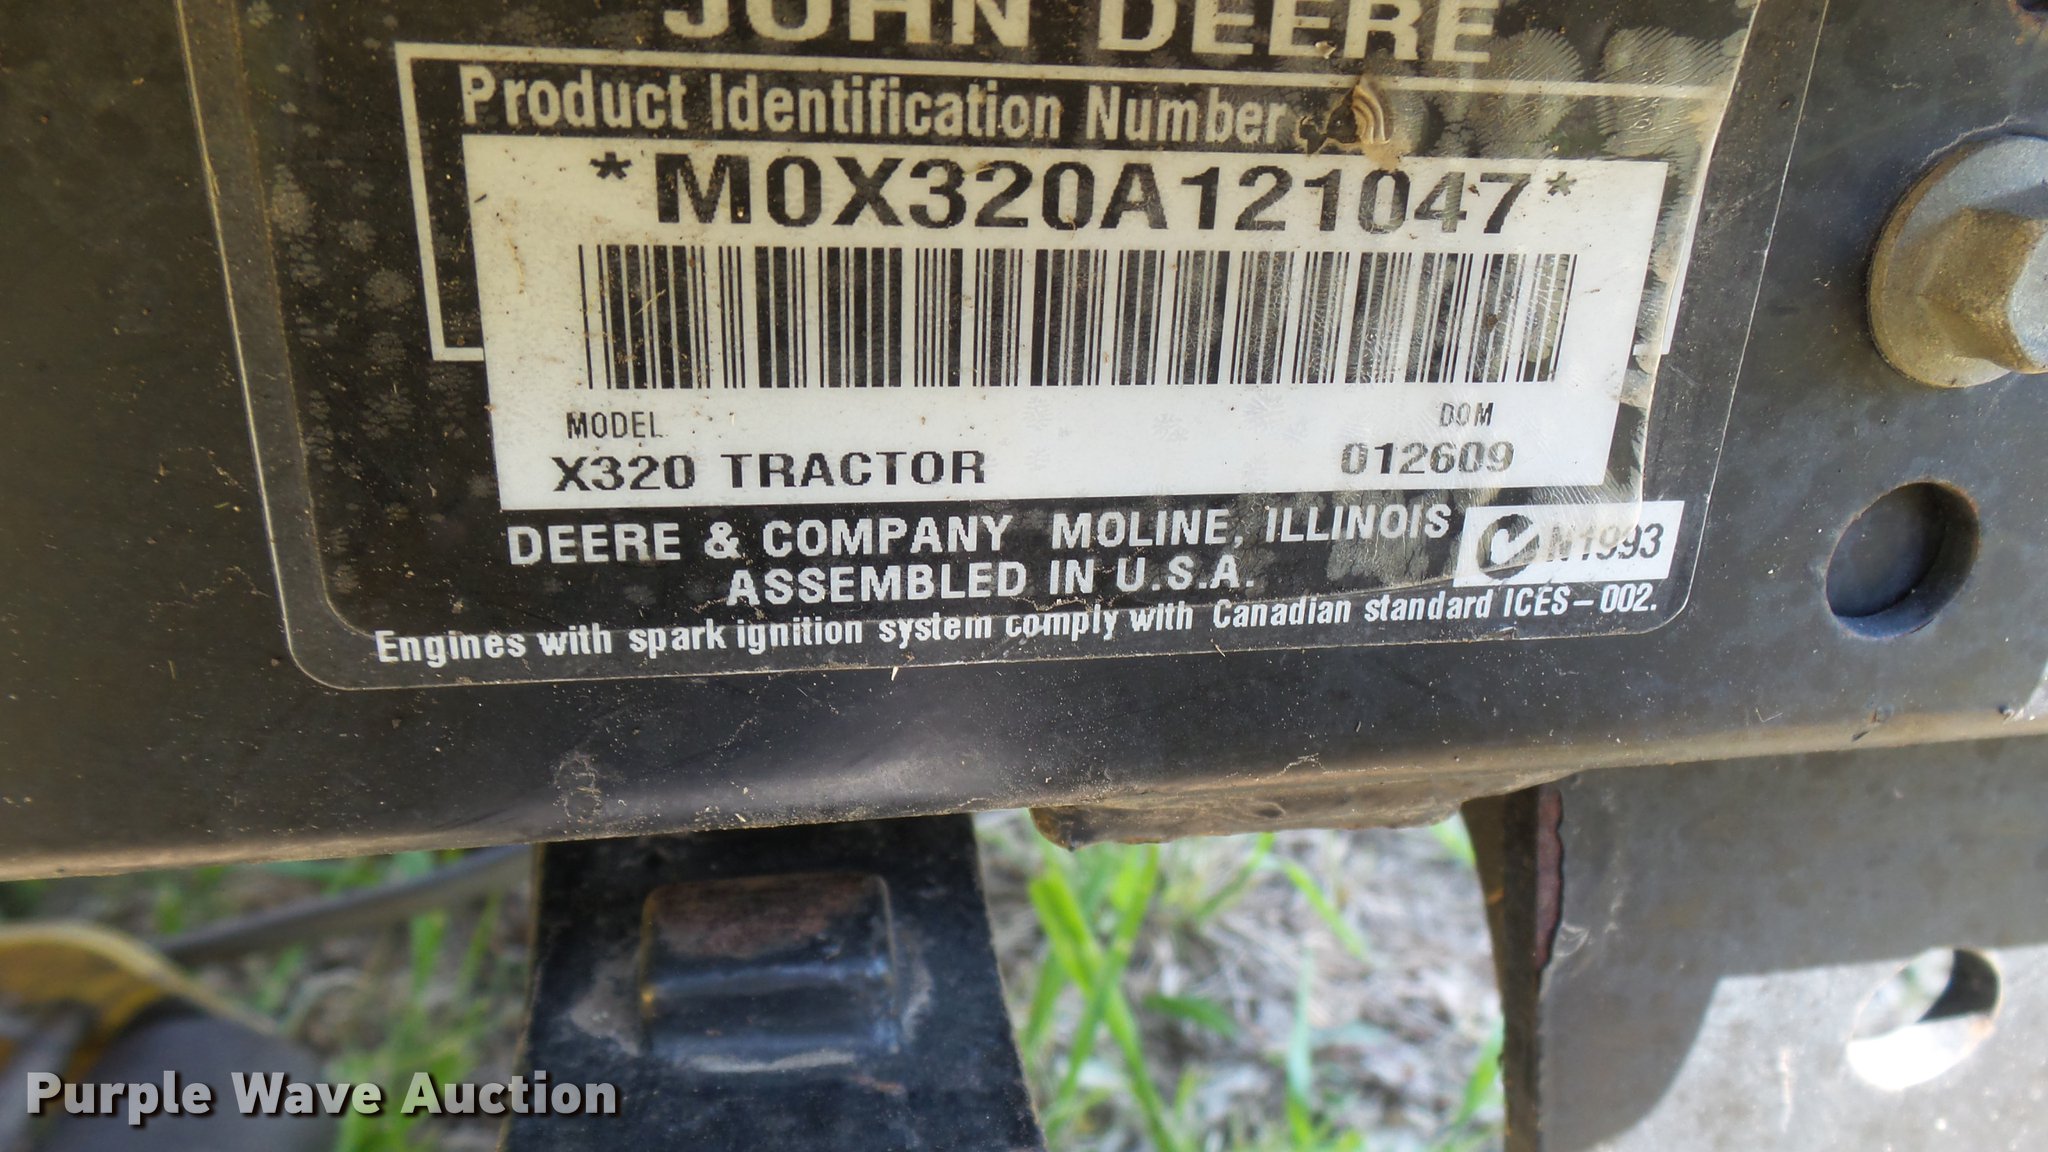 JOHN DEERE
Product Identification Number
*M0X320A121047*
MODEL
DOM
X320 TRACTOR
012609
DEERE & COMPANY MOLINE, ILLINOIS
N1993
ASSEMBLED IN U.S.A.
Engines with spark ignition system comply with Canadian standard ICES-002.
Purple Wave Auction